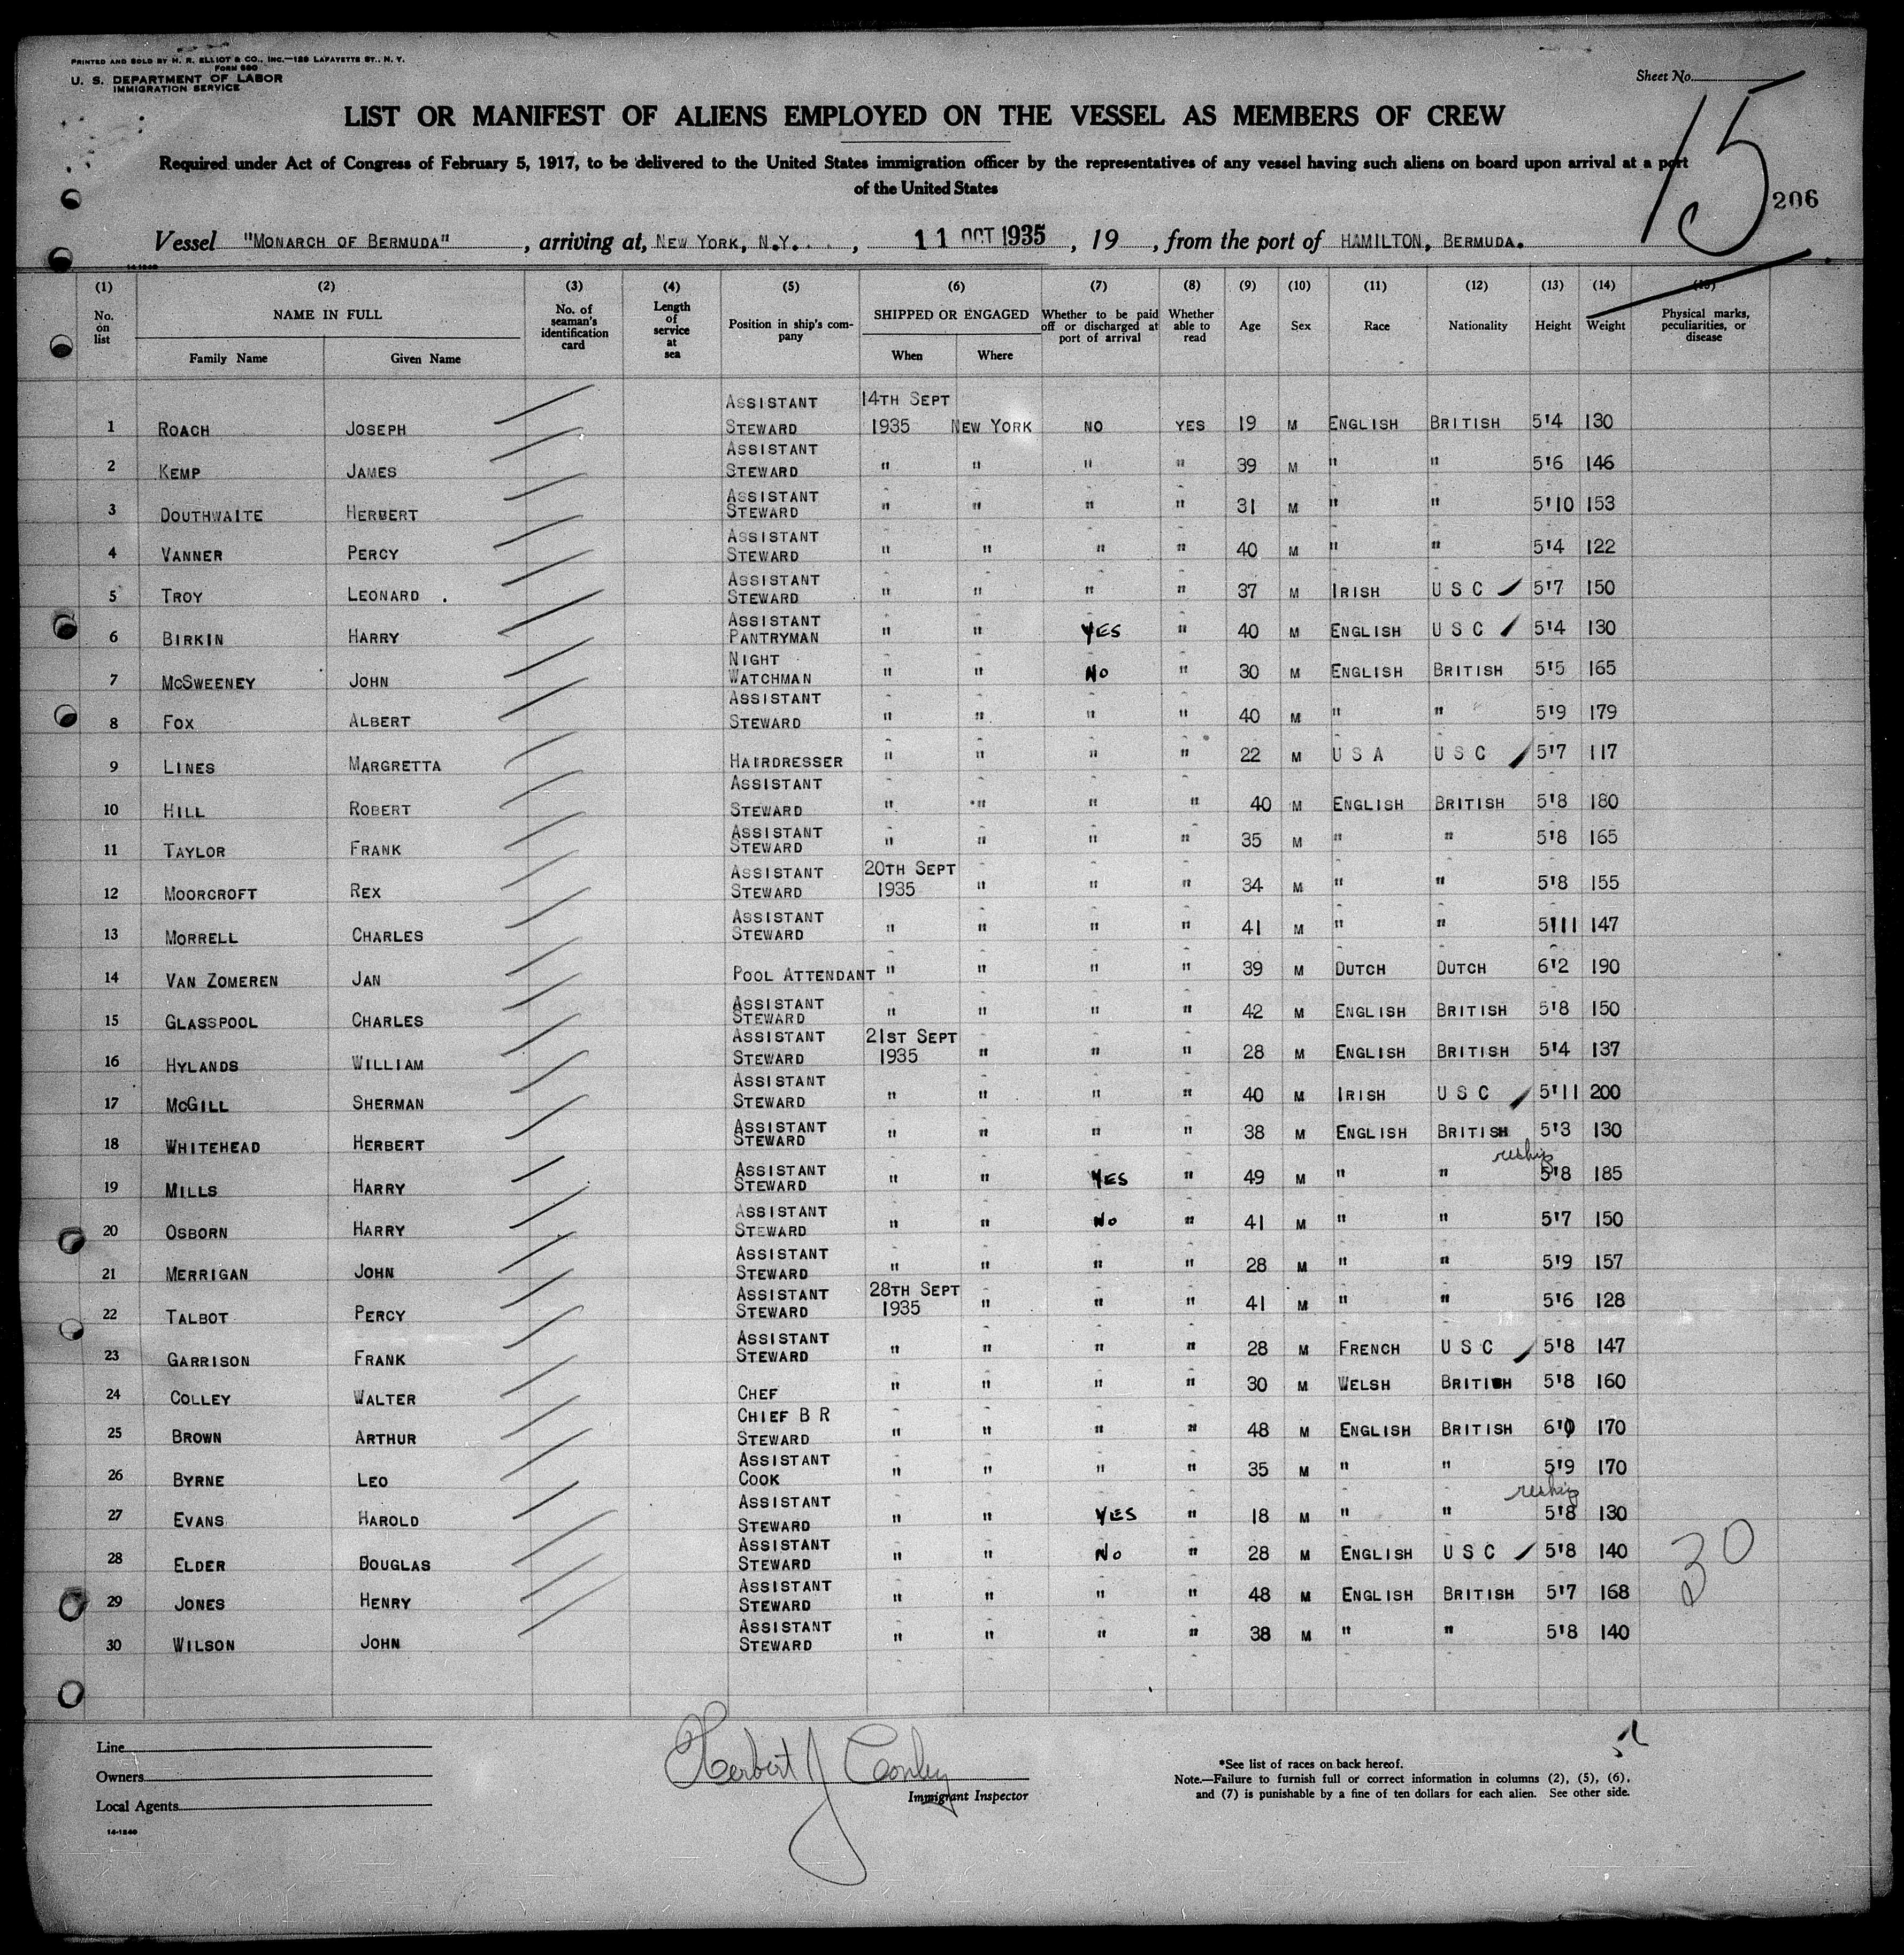 PRINTED AND SOLD BY H. R. ELLIOT & CO., INC.—129 LAFAYETTE ST., N. Y.
FORM 680
U. S. DEPARTMENT OF LABOR
IMMIGRATION SERVICE
Sheet No.
15
LIST OR MANIFEST OF ALIENS EMPLOYED ON THE VESSEL AS MEMBERS OF CREW
Required under Act of Congress of February 5, 1917, to be delivered to the United States immigration officer by the representatives of any vessel having such aliens on board upon arrival at a port
of the United States
206
Vessel "MONARCH OF BERMUDA", arriving at, NEW YORK, N.Y. , 11 OCT 1935, 19 , from the port of HAMILTON, BERMUDA.
14-1240
(1) (2) (3) (4) (5) (6) (7) (8) (9) (10) (11) (12) (13) (14) (15)
No. on list NAME IN FULL Family Name Given Name No. of seaman's identification card Length of service at sea Position in ship's company SHIPPED OR ENGAGED When Where Whether to be paid off or discharged at port of arrival Whether able to read Age Sex Race Nationality Height Weight Physical marks, peculiarities, or disease
1 ROACH JOSEPH ASSISTANT STEWARD 14TH SEPT 1935 NEW YORK NO YES 19 M ENGLISH BRITISH 5'4 130
2 KEMP JAMES ASSISTANT STEWARD " " " " 39 M " " 5'6 146
3 DOUTHWAITE HERBERT ASSISTANT STEWARD " " " " 31 M " " 5'10 153
4 VANNER PERCY ASSISTANT STEWARD " " " " 40 M " " 5'4 122
5 TROY LEONARD . ASSISTANT STEWARD " " " " 37 M IRISH U S C 5'7 150
6 BIRKIN HARRY ASSISTANT PANTRYMAN " " YES " 40 M ENGLISH U S C 5'4 130
7 MCSWEENEY JOHN NIGHT WATCHMAN " " NO " 30 M ENGLISH BRITISH 5'5 165
8 FOX ALBERT ASSISTANT STEWARD " " " " 40 M " " 5'9 179
9 LINES MARGRETTA HAIRDRESSER " " " " 22 M U S A U S C 5'7 117
10 HILL ROBERT ASSISTANT STEWARD " " " " 40 M ENGLISH BRITISH 5'8 180
11 TAYLOR FRANK ASSISTANT STEWARD " " " " 35 M " " 5'8 165
12 MOORCROFT REX ASSISTANT STEWARD 20TH SEPT 1935 " " " 34 M " " 5'8 155
13 MORRELL CHARLES ASSISTANT STEWARD " " " " 41 M " " 5'11 147
14 VAN ZOMEREN JAN POOL ATTENDANT " " " " 39 M DUTCH DUTCH 6'2 190
15 GLASSPOOL CHARLES ASSISTANT STEWARD " " " " 42 M ENGLISH BRITISH 5'8 150
16 HYLANDS WILLIAM ASSISTANT STEWARD 21ST SEPT 1935 " " " 28 M ENGLISH BRITISH 5'4 137
17 MCGILL SHERMAN ASSISTANT STEWARD " " " " 40 M IRISH U S C 5'11 200
18 WHITEHEAD HERBERT ASSISTANT STEWARD " " " " 38 M ENGLISH BRITISH 5'3 130
reship
19 MILLS HARRY ASSISTANT STEWARD " " YES " 49 M " " 5'8 185
20 OSBORN HARRY ASSISTANT STEWARD " " NO " 41 M " " 5'7 150
21 MERRIGAN JOHN ASSISTANT STEWARD " " " " 28 M " " 5'9 157
22 TALBOT PERCY ASSISTANT STEWARD 28TH SEPT 1935 " " " 41 M " " 5'6 128
23 GARRISON FRANK ASSISTANT STEWARD " " " " 28 M FRENCH U S C 5'8 147
24 COLLEY WALTER CHEF " " " " 30 M WELSH BRITISH 5'8 160
25 BROWN ARTHUR CHIEF B R STEWARD " " " " 48 M ENGLISH BRITISH 6'0 170
26 BYRNE LEO ASSISTANT COOK " " " " 35 M " " 5'9 170
reship
27 EVANS HAROLD ASSISTANT STEWARD " " YES " 18 M " " 5'8 130
28 ELDER DOUGLAS ASSISTANT STEWARD " " NO " 28 M ENGLISH U S C 5'8 140
30
29 JONES HENRY ASSISTANT STEWARD " " " " 48 M ENGLISH BRITISH 5'7 168
30 WILSON JOHN ASSISTANT STEWARD " " " " 38 M " " 5'8 140
Line
Owners
Local Agents
14-1240
Herbert J Conley
Immigrant Inspector
*See list of races on back hereof.
Note.—Failure to furnish full or correct information in columns (2), (5), (6),
and (7) is punishable by a fine of ten dollars for each alien. See other side.